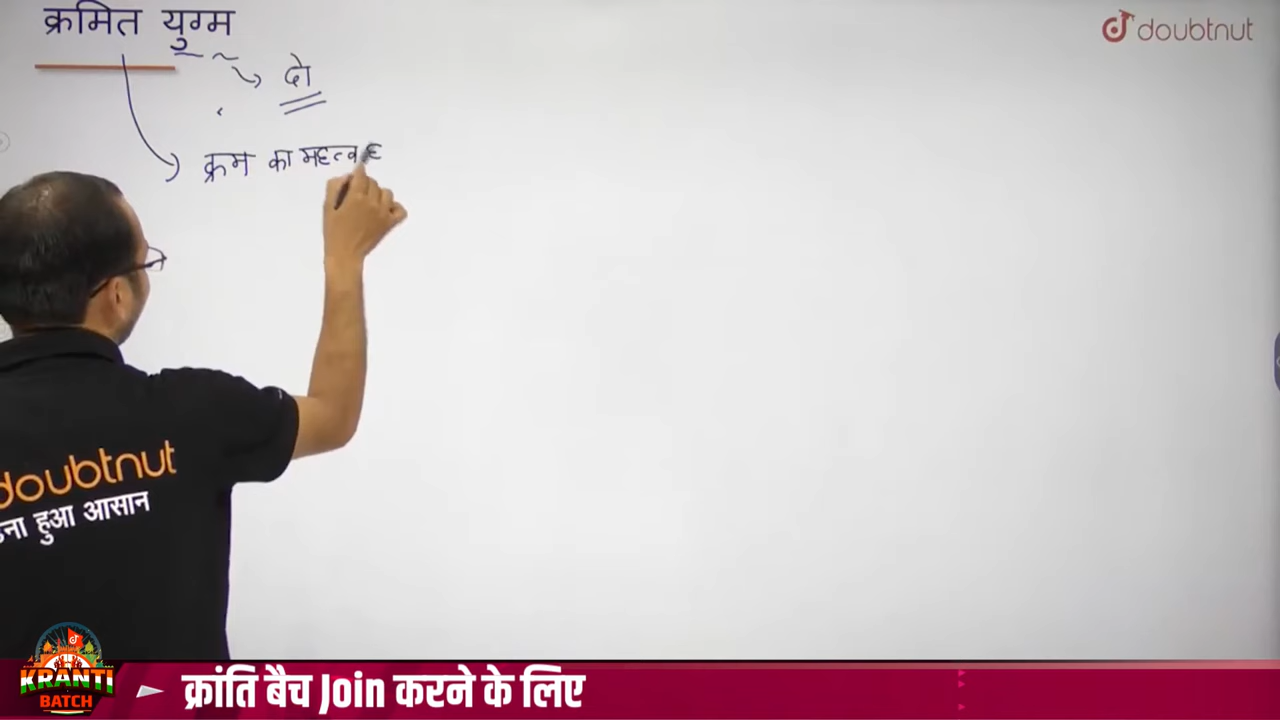 क्रमित युग्म
doubtnut
दो
क्रम का महत्व ह
doubtnut
ना हुआ आसान
KRANTI
BATCH
क्रांति बैच Join करने के लिए